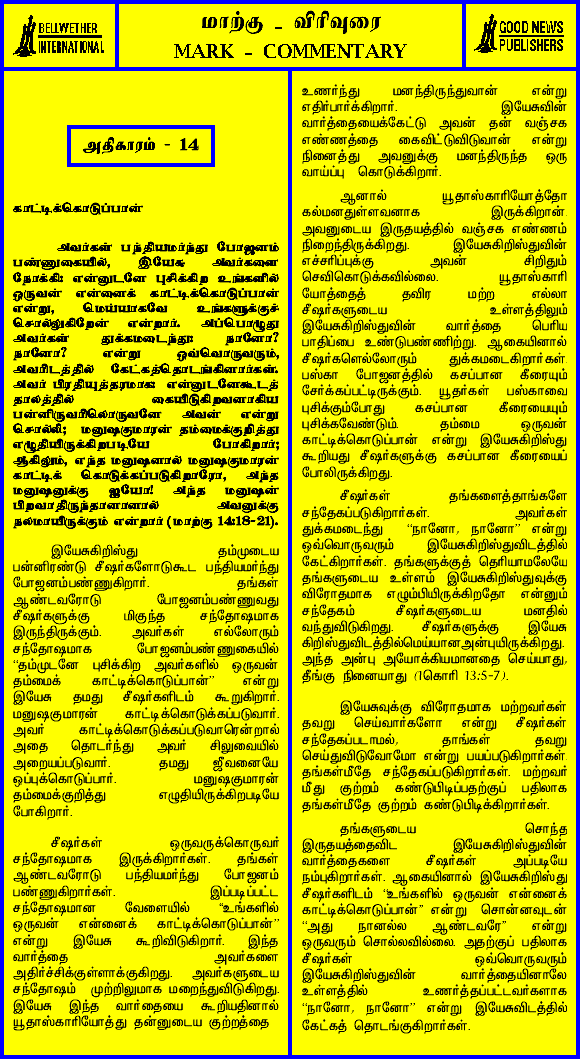 BELLWETHER
INTERNATIONAL
மாற்கு - விரிவுரை
MARK - COMMENTARY
GOOD NEWS
PUBLISHERS
அதிகாரம் - 14
காட்டிக்கொடுப்பான்
அவர்கள் பந்தியமர்ந்து போஜனம்
பண்ணுகையில், இயேசு அவர்களை
நோக்கி: என்னுடனே புசிக்கிற உங்களில்
ஒருவன் என்னைக் காட்டிக்கொடுப்பான்
என்று, மெய்யாகவே உங்களுக்குச்
சொல்லுகிறேன் என்றார். அப்பொழுது
அவர்கள் துக்கமடைந்து: நானோ?
நானோ? என்று ஒவ்வொருவரும்,
அவரிடத்தில் கேட்கத்தொடங்கினார்கள்.
அவர் பிரதியுத்தரமாக: என்னுடனேகூடத்
தாலத்தில் கையிடுகிறவனாகிய
பன்னிருவரிலொருவனே அவன் என்று
சொல்லி; மனுஷகுமாரன் தம்மைக்குறித்து
எழுதியிருக்கிறபடியே போகிறார்;
ஆகிலும், எந்த மனுஷனால் மனுஷகுமாரன்
காட்டிக் கொடுக்கப்படுகிறாரோ, அந்த
மனுஷனுக்கு ஐயோ! அந்த மனுஷன்
பிறவாதிருந்தானானால் அவனுக்கு
நலமாயிருக்கும் என்றார் (மாற்கு 14:18-21).
இயேசுகிறிஸ்து தம்முடைய
பன்னிரண்டு சீஷர்களோடுகூட பந்தியமர்ந்து
போஜனம்பண்ணுகிறார். தங்கள்
ஆண்டவரோடு போஜனம்பண்ணுவது
சீஷர்களுக்கு மிகுந்த சந்தோஷமாக
இருந்திருக்கும். அவர்கள் எல்லோரும்
சந்தோஷமாக போஜனம்பண்ணுகையில்
“தம்முடனே புசிக்கிற அவர்களில் ஒருவன்
தம்மைக் காட்டிக்கொடுப்பான்” என்று
இயேசு தமது சீஷர்களிடம் கூறுகிறார்.
மனுஷகுமாரன் காட்டிக்கொடுக்கப்படுவார்.
அவர் காட்டிக்கொடுக்கப்படுவாரென்றால்
அதை தொடர்ந்து அவர் சிலுவையில்
அறையப்படுவார். தமது ஜீவனையே
ஒப்புக்கொடுப்பார். மனுஷகுமாரன்
தம்மைக்குறித்து எழுதியிருக்கிறபடியே
போகிறார்.
சீஷர்கள் ஒருவருக்கொருவர்
சந்தோஷமாக இருக்கிறார்கள். தங்கள்
ஆண்டவரோடு பந்தியமர்ந்து போஜனம்
பண்ணுகிறார்கள். இப்படிப்பட்ட
சந்தோஷமான வேளையில் “உங்களில்
ஒருவன் என்னைக் காட்டிக்கொடுப்பான்”
என்று இயேசு கூறிவிடுகிறார். இந்த
வார்த்தை அவர்களை
அதிர்ச்சிக்குள்ளாக்குகிறது. அவர்களுடைய
சந்தோஷம் முற்றிலுமாக மறைந்துவிடுகிறது.
இயேசு இந்த வார்தையை கூறியதினால்
யூதாஸ்காரியோத்து தன்னுடைய குற்றத்தை
உணர்ந்து மனந்திருந்துவான் என்று
எதிர்பார்க்கிறார். இயேசுவின்
வார்த்தையைக்கேட்டு அவன் தன் வஞ்சக
எண்ணத்தை கைவிட்டுவிடுவான் என்று
நினைத்து அவனுக்கு மனந்திருந்த ஒரு
வாய்ப்பு கொடுக்கிறார்.
ஆனால் யூதாஸ்காரியோத்தோ
கல்மனதுள்ளவனாக இருக்கிறான்.
அவனுடைய இருதயத்தில் வஞ்சக எண்ணம்
நிறைந்திருக்கிறது. இயேசுகிறிஸ்துவின்
எச்சரிப்புக்கு அவன் சிறிதும்
செவிகொடுக்கவில்லை. யூதாஸ்காரி
யோத்தைத் தவிர மற்ற எல்லா
சீஷர்களுடைய உள்ளத்திலும்
இயேசுகிறிஸ்துவின் வார்த்தை பெரிய
பாதிப்பை உண்டுபண்ணிற்று. ஆகையினால்
சீஷர்களெல்லோரும் துக்கமடைகிறார்கள்.
பஸ்கா போஜனத்தில் கசப்பான கீரையும்
சேர்க்கப்பட்டிருக்கும். யூதர்கள் பஸ்காவை
புசிக்கும்போது கசப்பான கீரையையும்
புசிக்கவேண்டும். தம்மை ஒருவன்
காட்டிக்கொடுப்பான் என்று இயேசுகிறிஸ்து
கூறியது சீஷர்களுக்கு கசப்பான கீரையைப்
போலிருக்கிறது.
சீஷர்கள் தங்களைத்தாங்களே
சந்தேகப்படுகிறார்கள். அவர்கள்
துக்கமடைந்து “நானோ, நானோ” என்று
ஒவ்வொருவரும் இயேசுகிறிஸ்துவிடத்தில்
கேட்கிறார்கள். தங்களுக்குத் தெரியாமலேயே
தங்களுடைய உள்ளம் இயேசுகிறிஸ்துவுக்கு
விரோதமாக எழும்பியிருக்கிறதோ என்னும்
சந்தேகம் சீஷர்களுடைய மனதில்
வந்துவிடுகிறது. சீஷர்களுக்கு இயேசு
கிறிஸ்துவிடத்தில்மெய்யானஅன்புயிருக்கிறது.
அந்த அன்பு அயோக்கியமானதை செய்யாது,
தீங்கு நினையாது (1கொரி 13:5-7).
இயேசுவுக்கு விரோதமாக மற்றவர்கள்
தவறு செய்வார்களோ என்று சீஷர்கள்
சந்தேகப்படாமல், தாங்கள் தவறு
செய்துவிடுவோமோ என்று பயப்படுகிறார்கள்.
தங்கள்மீதே சந்தேகப்படுகிறார்கள். மற்றவர்
மீது குற்றம் கண்டுபிடிப்பதற்குப் பதிலாக
தங்கள்மீதே குற்றம் கண்டுபிடிக்கிறார்கள்.
தங்களுடைய சொந்த
இருதயத்தைவிட இயேசுகிறிஸ்துவின்
வார்த்தைகளை சீஷர்கள் அப்படியே
நம்புகிறார்கள். ஆகையினால் இயேசுகிறிஸ்து
சீஷர்களிடம் “உங்களில் ஒருவன் என்னைக்
காட்டிக்கொடுப்பான்” என்று சொன்னவுடன்
“அது நானல்ல ஆண்டவரே” என்று
ஒருவரும் சொல்லவில்லை. அதற்குப் பதிலாக
சீஷர்கள் ஒவ்வொருவரும்
இயேசுகிறிஸ்துவின் வார்த்தையினாலே
உள்ளத்தில் உணர்த்தப்பட்டவர்களாக
“நானோ, நானோ” என்று இயேசுவிடத்தில்
கேட்கத் தொடங்குகிறார்கள்.